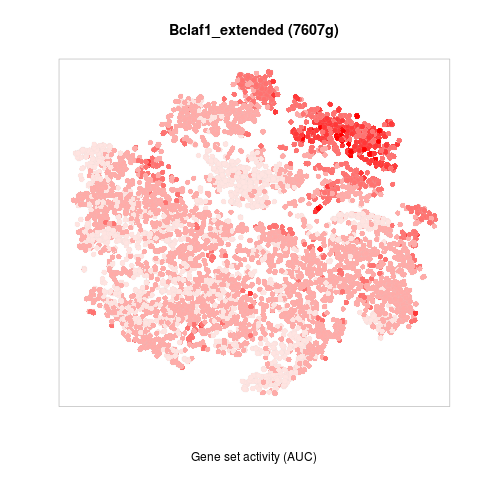 Bclaf1_extended (7607g)
Gene set activity (AUC)